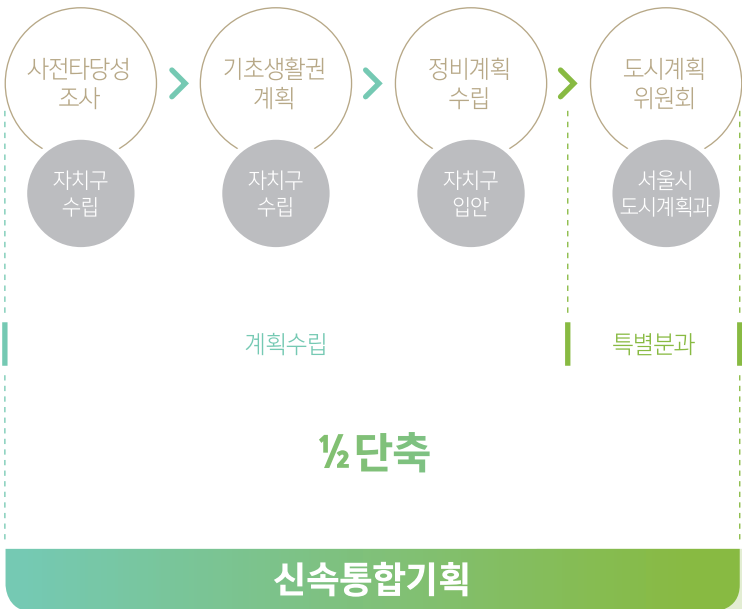 사전타당성
조사
기초생활권
계획
정비계획
수립
도시계획
위원회
자치구
수립
자치구
수립
자치구
입안
서울시
도시계획과
계획수립
특별분과
½ 단축
신속통합기획